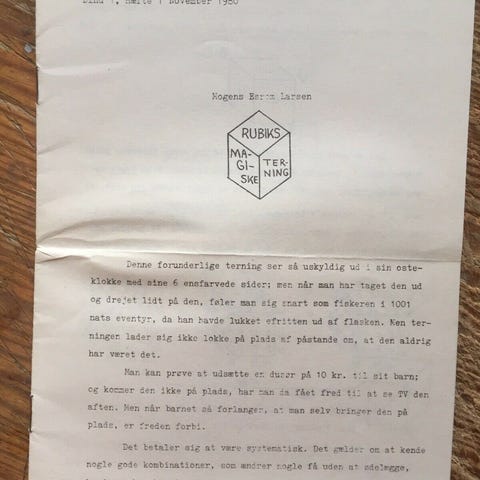 Bind 1, Hæfte 1 November 1980
Mogens Esrom Larsen
RUBIKS
MA-
GI-
SKE
TER-
NING
Denne forunderlige terning ser så uskyldig ud i sin oste-
klokke med sine 6 ensfarvede sider; men når man har taget den ud
og drejet lidt på den, føler man sig snart som fiskeren i 1001
nats eventyr, da han havde lukket efritten ud af flasken. Men ter-
ningen lader sig ikke lokke på plads af påstande om, at den aldrig
har været det.
Man kan prøve at udsætte en dusør på 10 kr. til sit barn;
og kommer den ikke på plads, har man da fået fred til at se TV den
aften. Men når barnet så forlanger, at man selv bringer den på
plads, er freden forbi.
Det betaler sig at være systematisk. Det gælder om at kende
nogle gode kombinationer, som ændrer nogle få uden at ødelægge,